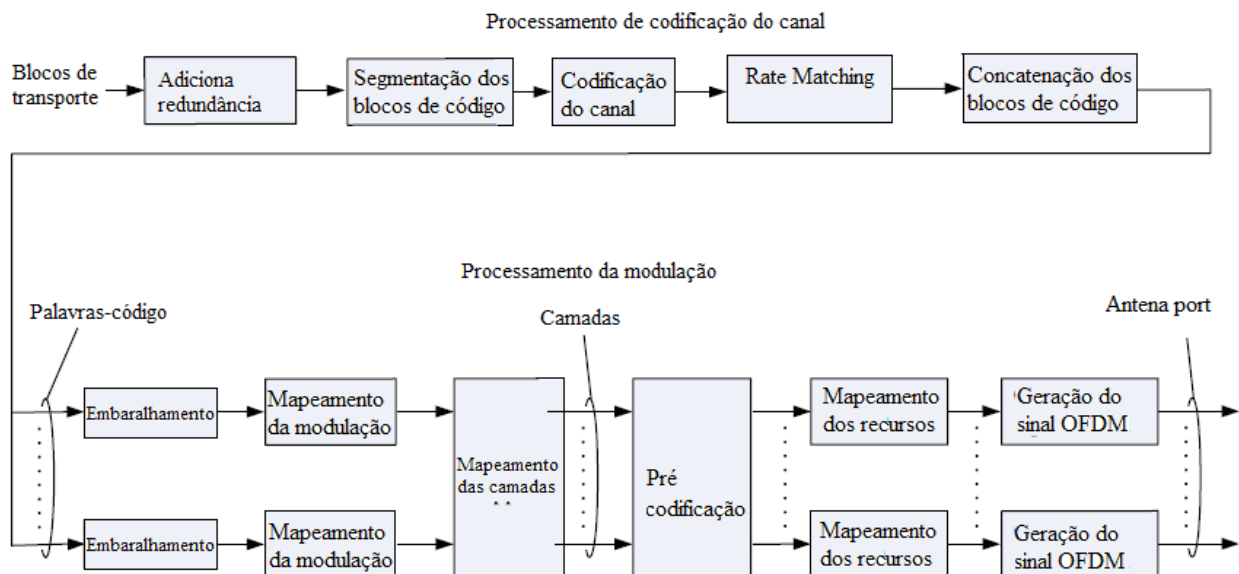 Processamento de codificação do canal
Blocos de
transporte
Adiciona
redundância
Segmentação dos
blocos de código
Codificação
do canal
Rate Matching
Concatenação dos
blocos de código
Processamento da modulação
Palavras-código
Camadas
Antena port
Embaralhamento
Mapeamento
da modulação
Mapeamento
das camadas
Pré
codificação
Mapeamento
dos recursos
Geração do
sinal OFDM
Embaralhamento
Mapeamento
da modulação
Mapeamento
dos recursos
Geração do
sinal OFDM